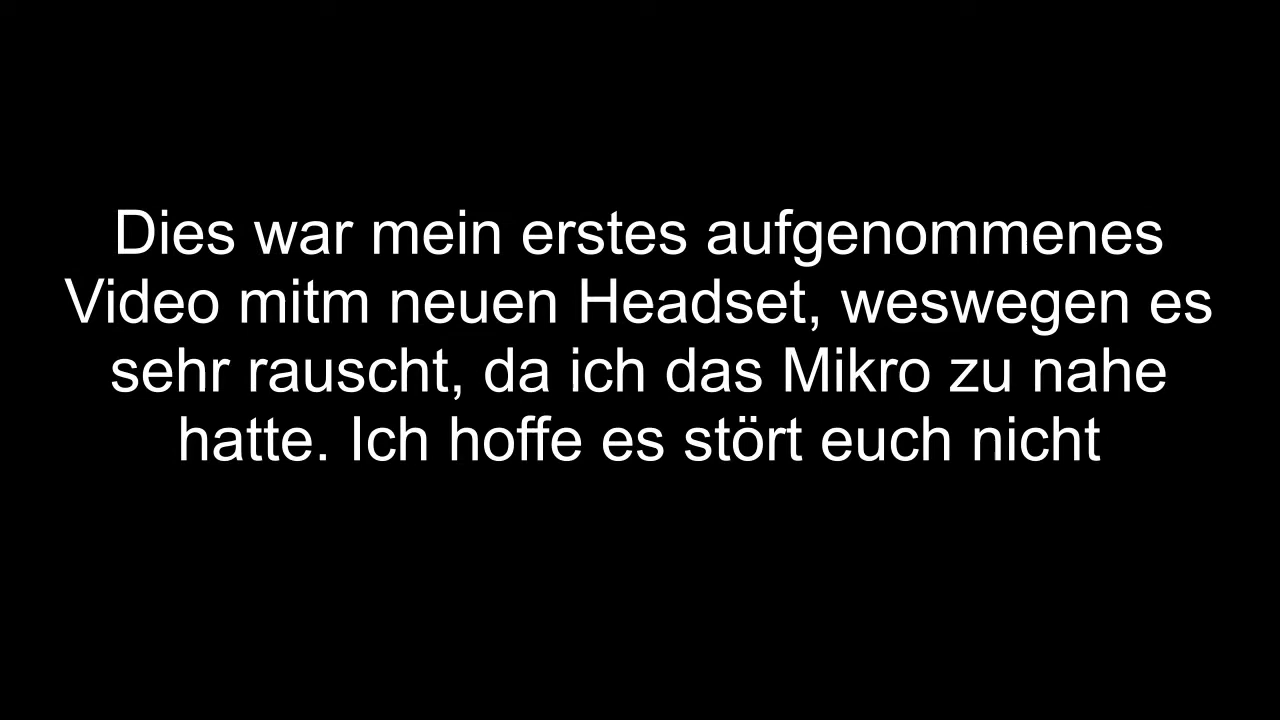 Dies war mein erstes aufgenommenes
Video mitm neuen Headset, weswegen es
sehr rauscht, da ich das Mikro zu nahe
hatte. Ich hoffe es stört euch nicht